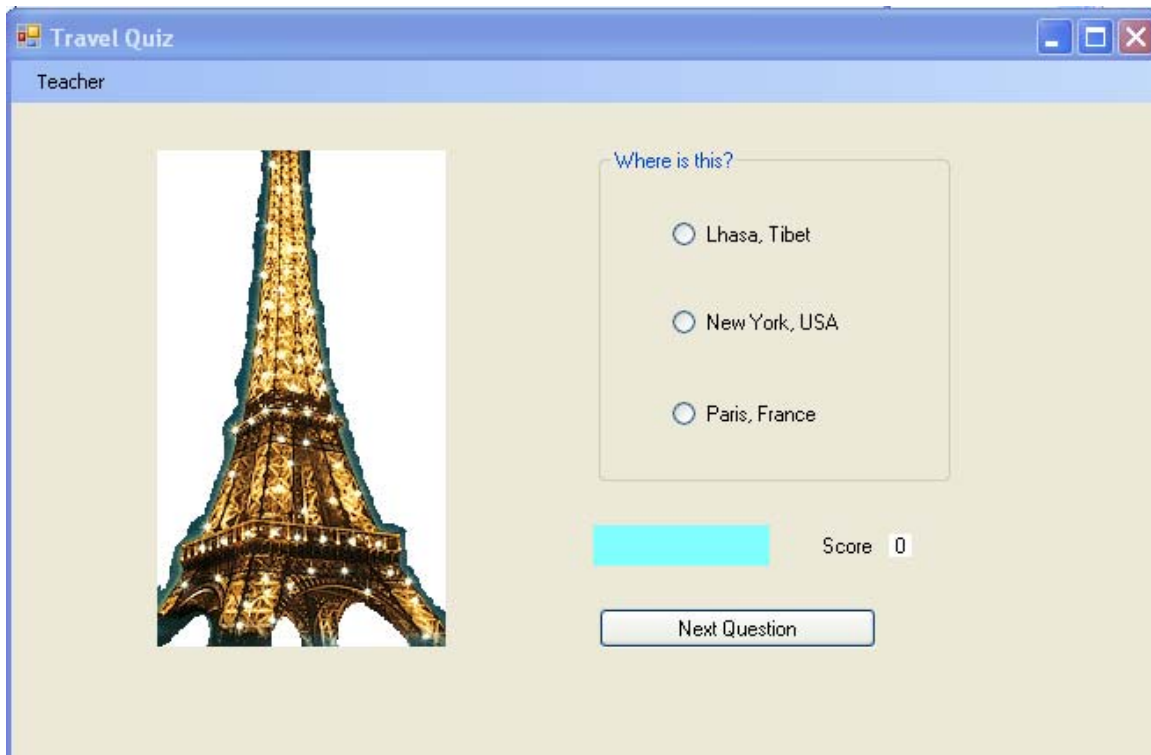 Travel Quiz
Teacher
Where is this?
Lhasa, Tibet
New York, USA
Paris, France
Score 0
Next Question